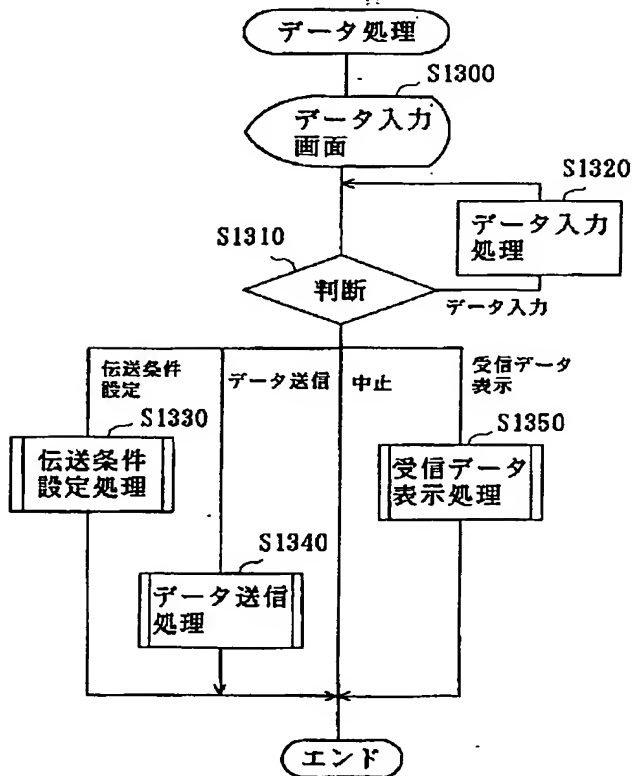 データ処理
S1300
データ入力
画面
S1320
データ入力
処理
S1310
判断
データ入力
伝送条件
設定
データ送信
中止
受信データ
表示
S1330
伝送条件
設定処理
S1350
受信データ
表示処理
S1340
データ送信
処理
エンド